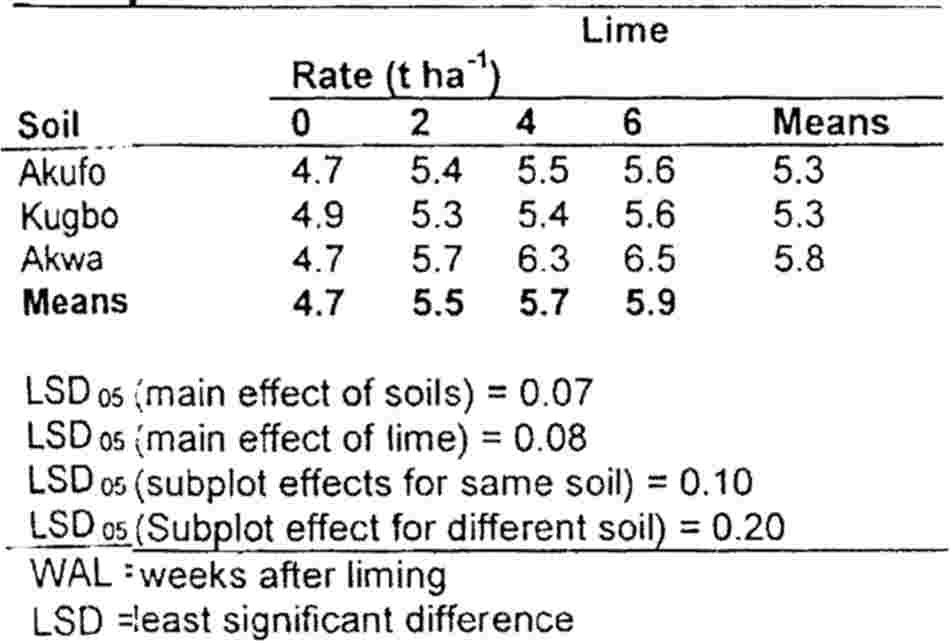 Lime
Rate (t ha⁻¹)
Soil 0 2 4 6 Means
Akufo 4.7 5.4 5.5 5.6 5.3
Kugbo 4.9 5.3 5.4 5.6 5.3
Akwa 4.7 5.7 6.3 6.5 5.8
Means 4.7 5.5 5.7 5.9
LSD 05 (main effect of soils) = 0.07
LSD 05 (main effect of lime) = 0.08
LSD 05 (subplot effects for same soil) = 0.10
LSD 05 (Subplot effect for different soil) = 0.20
WAL = weeks after liming
LSD = least significant difference